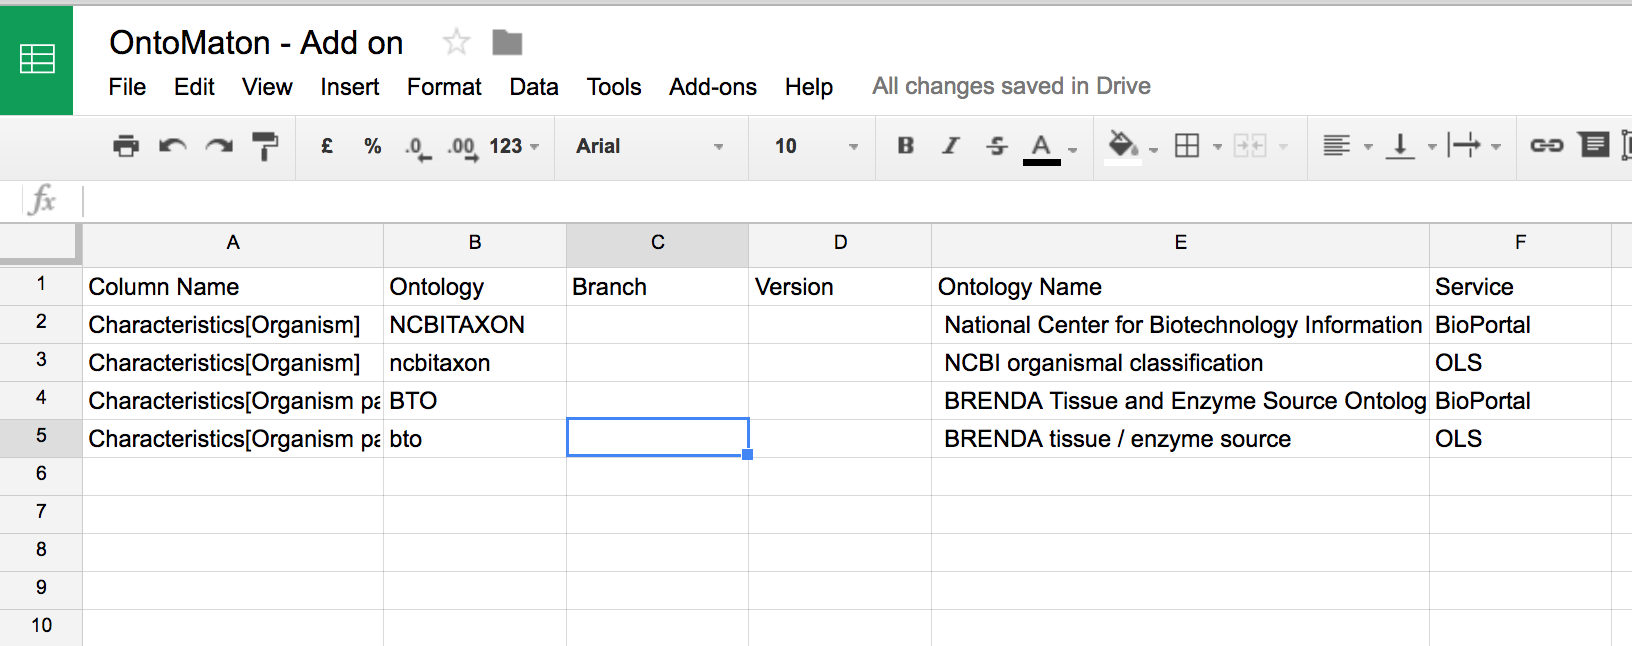 OntoMaton - Add on
File Edit View Insert Format Data Tools Add-ons Help All changes saved in Drive
£ % .0 .00 123 Arial 10 B I S A
fx
A B C D E F
1 Column Name Ontology Branch Version Ontology Name Service
2 Characteristics[Organism] NCBITAXON National Center for Biotechnology Information BioPortal
3 Characteristics[Organism] ncbitaxon NCBI organismal classification OLS
4 Characteristics[Organism pa BTO BRENDA Tissue and Enzyme Source Ontolog BioPortal
5 Characteristics[Organism pa bto BRENDA tissue / enzyme source OLS
6
7
8
9
10